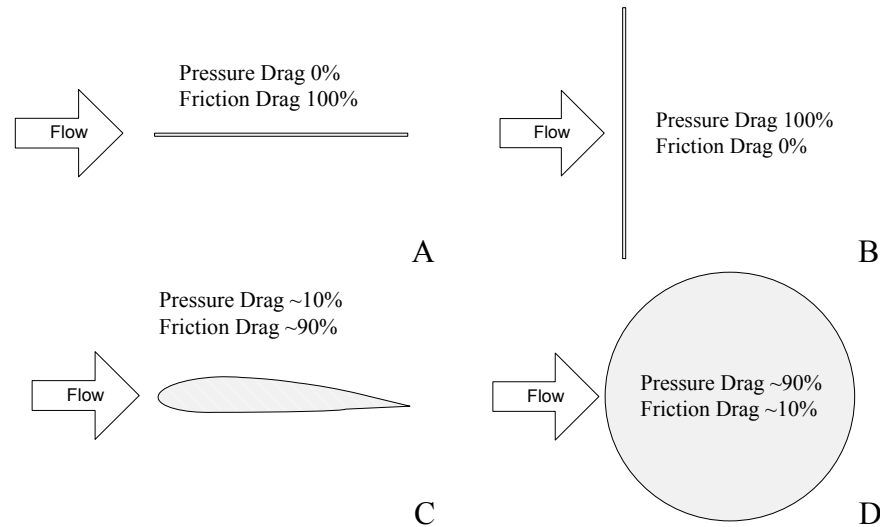 Pressure Drag 0%
Friction Drag 100%
Flow
A
Flow
Pressure Drag 100%
Friction Drag 0%
B
Pressure Drag ~10%
Friction Drag ~90%
Flow
C
Flow
Pressure Drag ~90%
Friction Drag ~10%
D